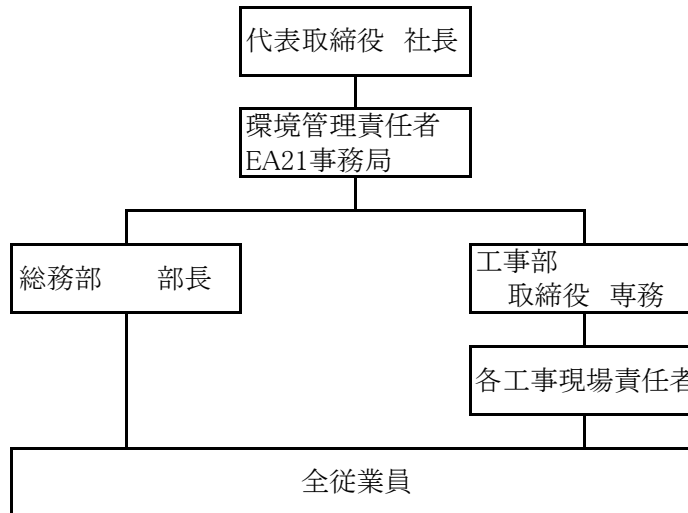 代表取締役 社長
環境管理責任者
EA21事務局
総務部 部長
工事部
取締役 専務
各工事現場責任者
全従業員